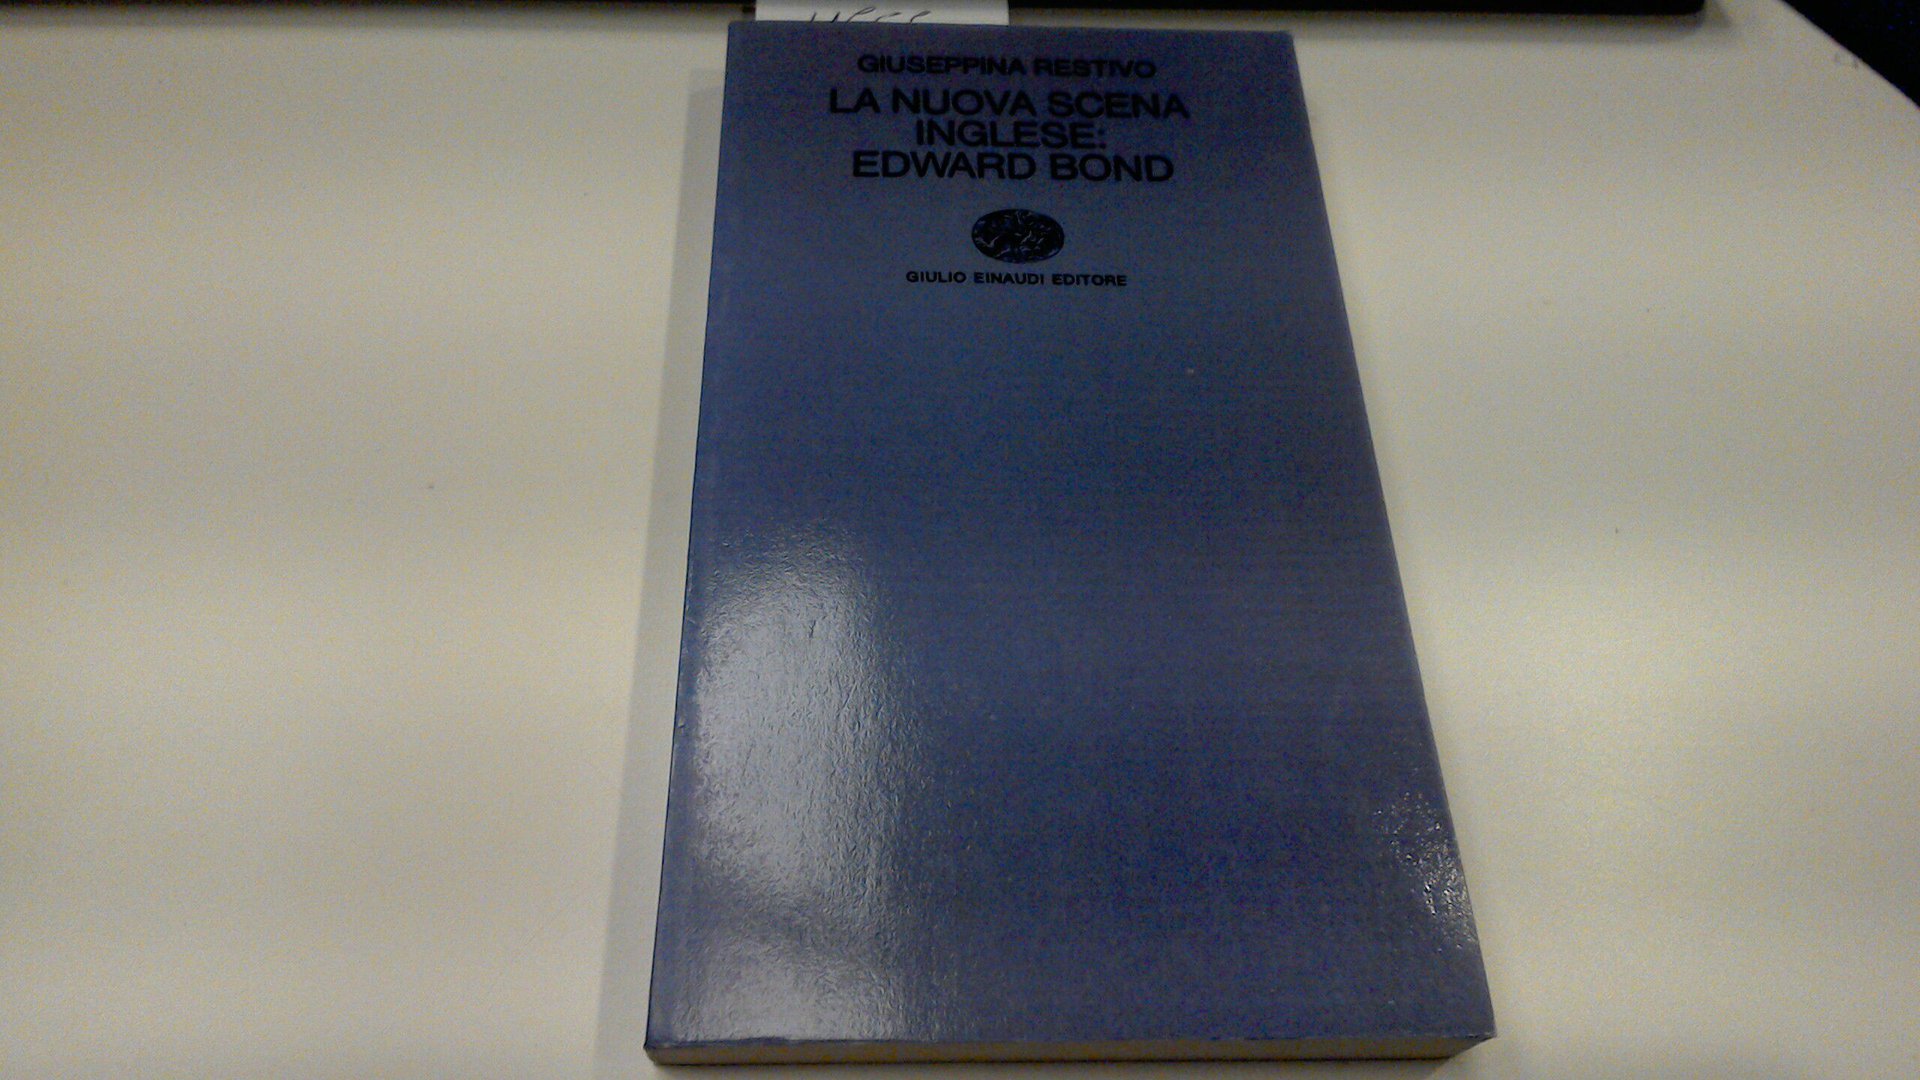 GIUSEPPINA RESTIVO
LA NUOVA SCENA
INGLESE:
EDWARD BOND
GIULIO EINAUDI EDITORE